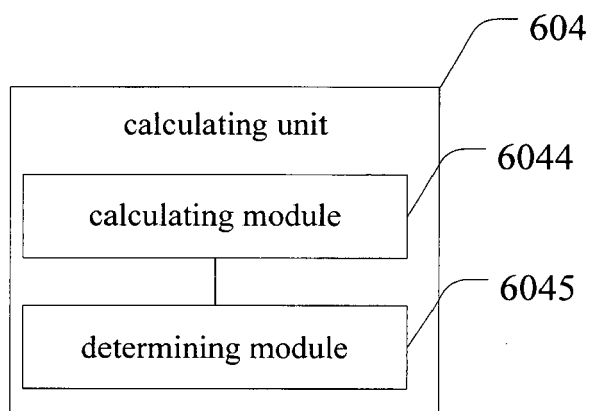 604
calculating unit
6044
calculating module
6045
determining module